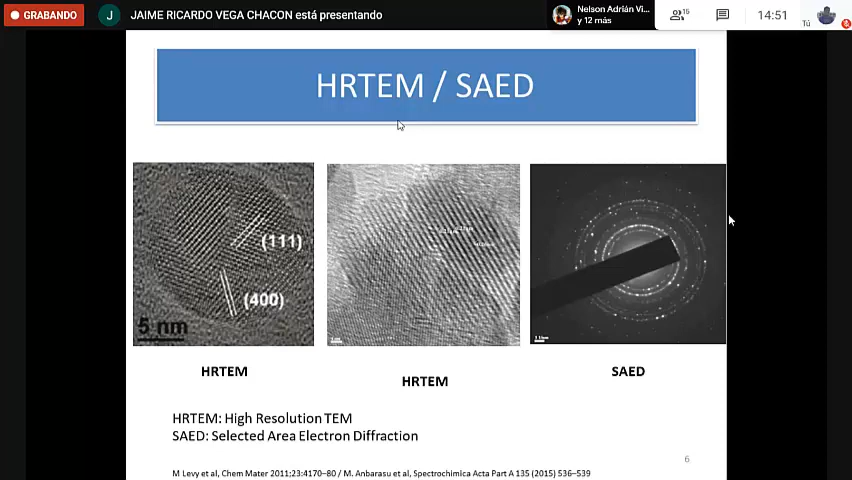 GRABANDO
J
JAIME RICARDO VEGA CHACON está presentando
Nelson Adrián Vi...
y 12 más
15
14:51
Tú
HRTEM / SAED
(111)
(400)
5 nm
HRTEM
HRTEM
SAED
HRTEM: High Resolution TEM
SAED: Selected Area Electron Diffraction
6
M Levy et al, Chem Mater 2011;23:4170–80 / M. Anbarasu et al, Spectrochimica Acta Part A 135 (2015) 536–539